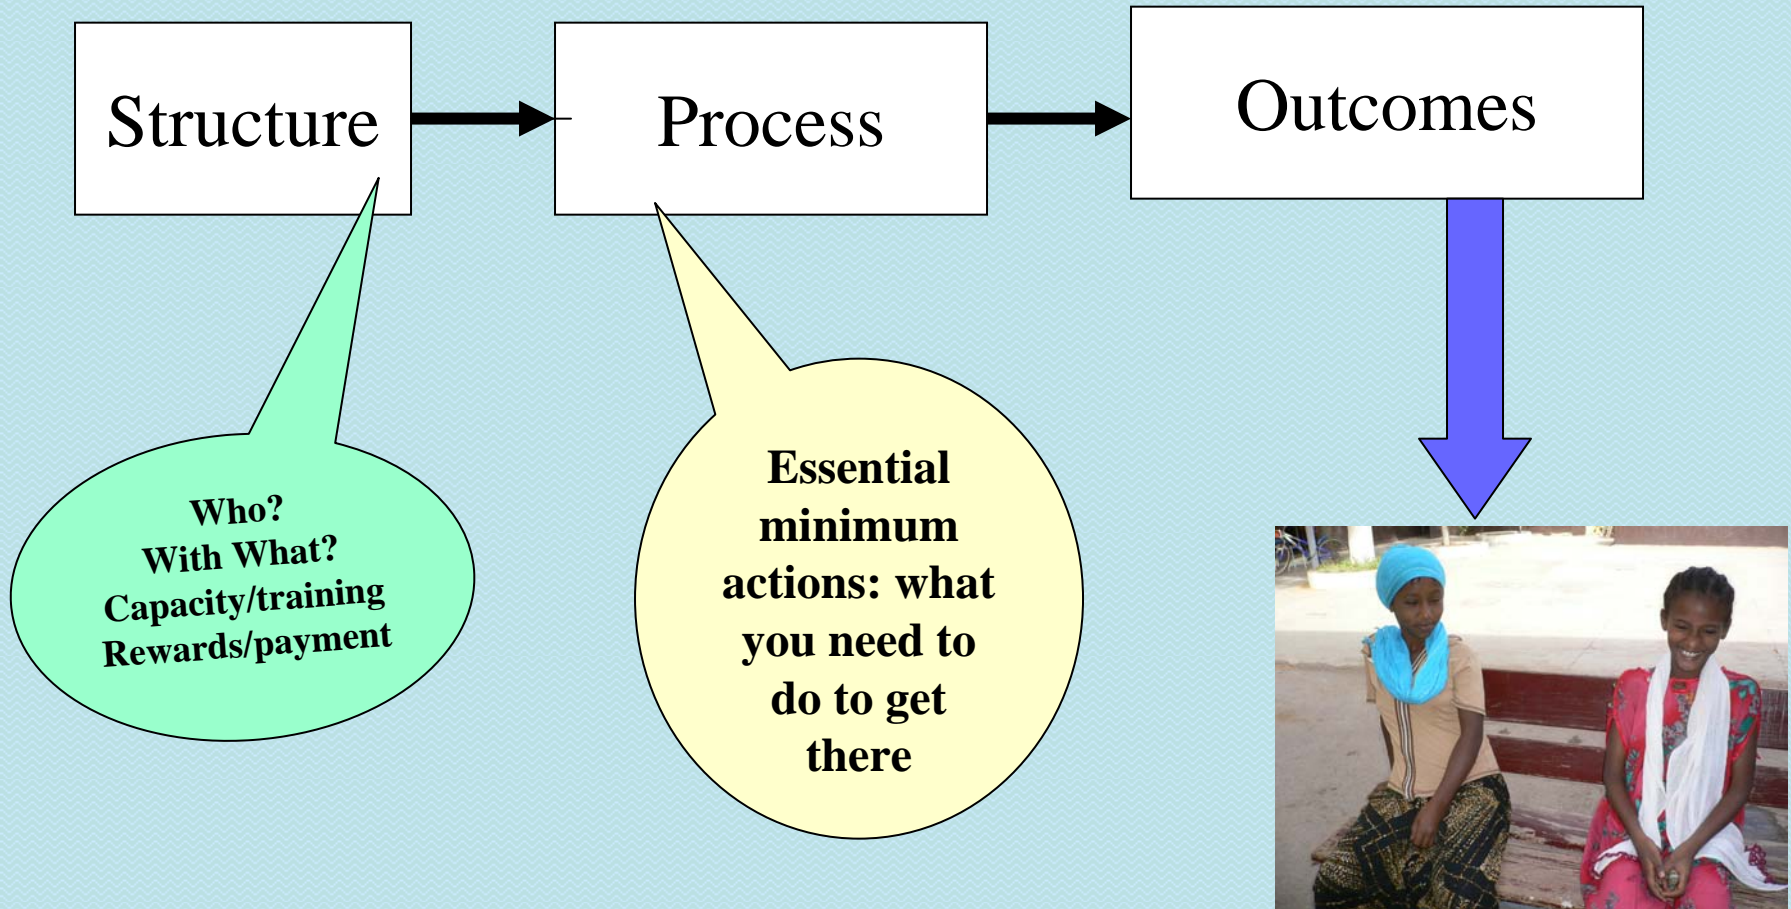 Structure
Process
Outcomes
Who?
With What?
Capacity/training
Rewards/payment
Essential
minimum
actions: what
you need to
do to get
there